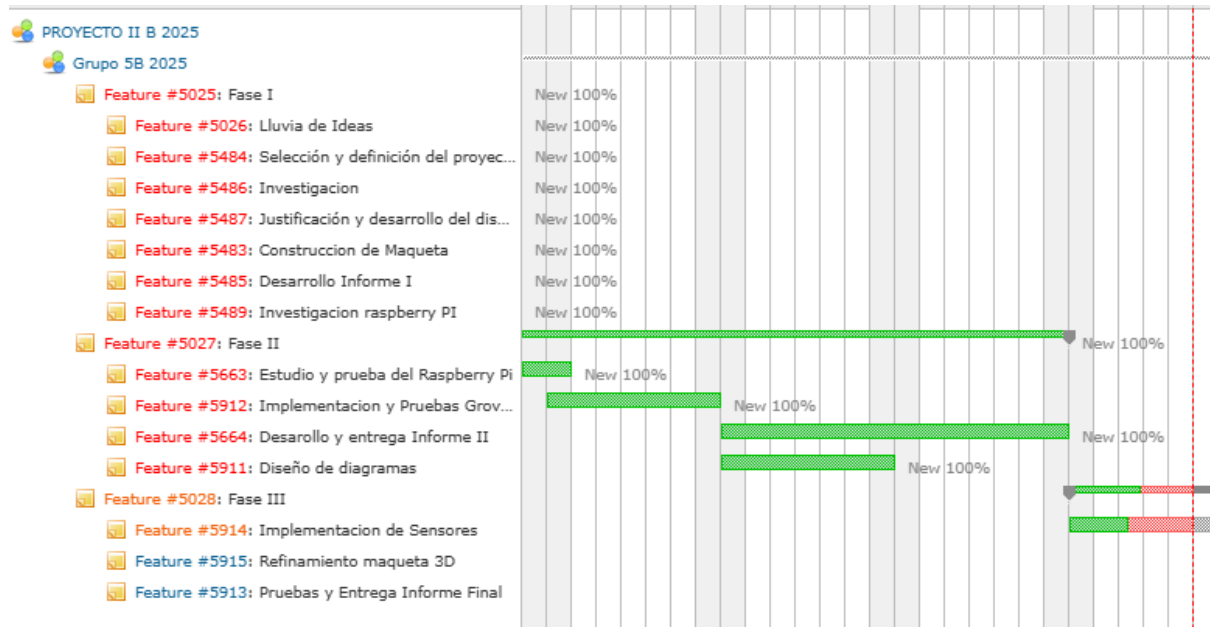 PROYECTO II B 2025
Grupo 5B 2025
Feature #5025: Fase I New 100%
Feature #5026: Lluvia de Ideas New 100%
Feature #5484: Selección y definición del proyec... New 100%
Feature #5486: Investigacion New 100%
Feature #5487: Justificación y desarrollo del dis... New 100%
Feature #5483: Construccion de Maqueta New 100%
Feature #5485: Desarrollo Informe I New 100%
Feature #5489: Investigacion raspberry PI New 100%
Feature #5027: Fase II New 100%
Feature #5663: Estudio y prueba del Raspberry Pi New 100%
Feature #5912: Implementacion y Pruebas Grov... New 100%
Feature #5664: Desarollo y entrega Informe II New 100%
Feature #5911: Diseño de diagramas New 100%
Feature #5028: Fase III
Feature #5914: Implementacion de Sensores
Feature #5915: Refinamiento maqueta 3D
Feature #5913: Pruebas y Entrega Informe Final